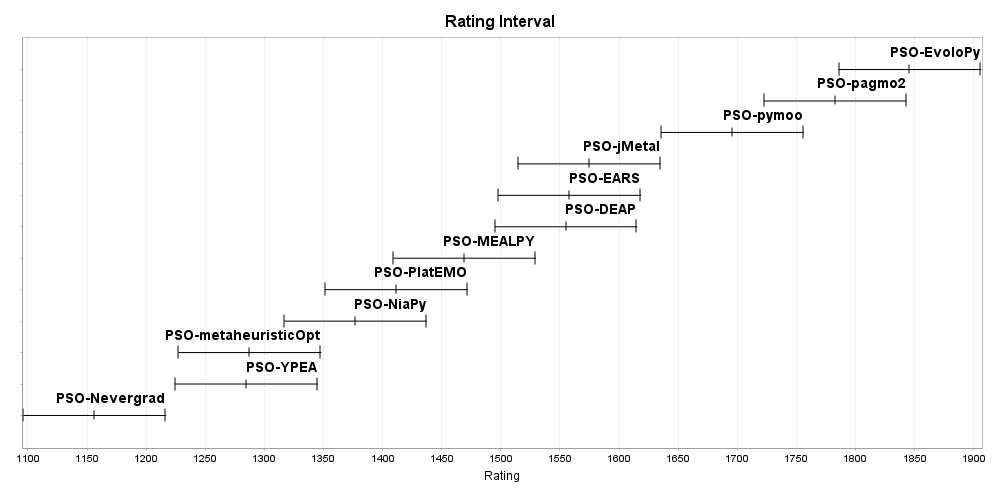 Rating Interval
PSO-EvoloPy
PSO-pagmo2
PSO-pymoo
PSO-jMetal
PSO-EARS
PSO-DEAP
PSO-MEALPY
PSO-PlatEMO
PSO-NiaPy
PSO-metaheuristicOpt
PSO-YPEA
PSO-Nevergrad
1100 1150 1200 1250 1300 1350 1400 1450 1500 1550 1600 1650 1700 1750 1800 1850 1900
Rating